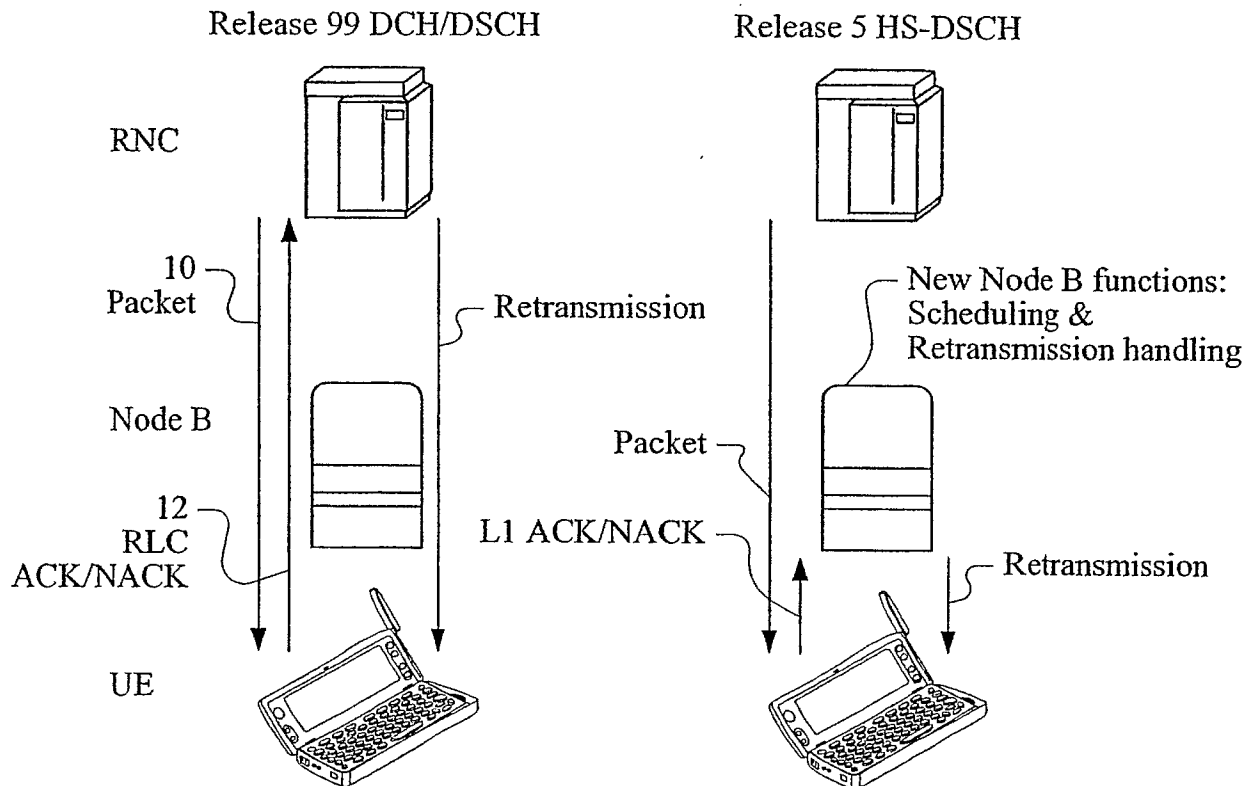 Release 99 DCH/DSCH
Release 5 HS-DSCH
RNC
10
Packet
Retransmission
New Node B functions:
Scheduling &
Retransmission handling
Node B
Packet
12
RLC
ACK/NACK
L1 ACK/NACK
Retransmission
UE